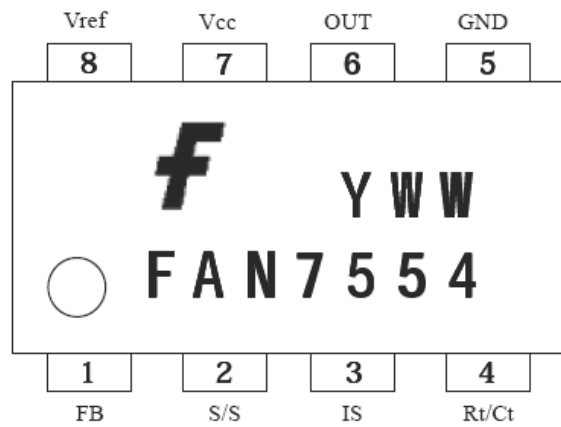 Vref Vcc OUT GND
8 7 6 5
YWW
FAN7554
1 2 3 4
FB S/S IS Rt/Ct